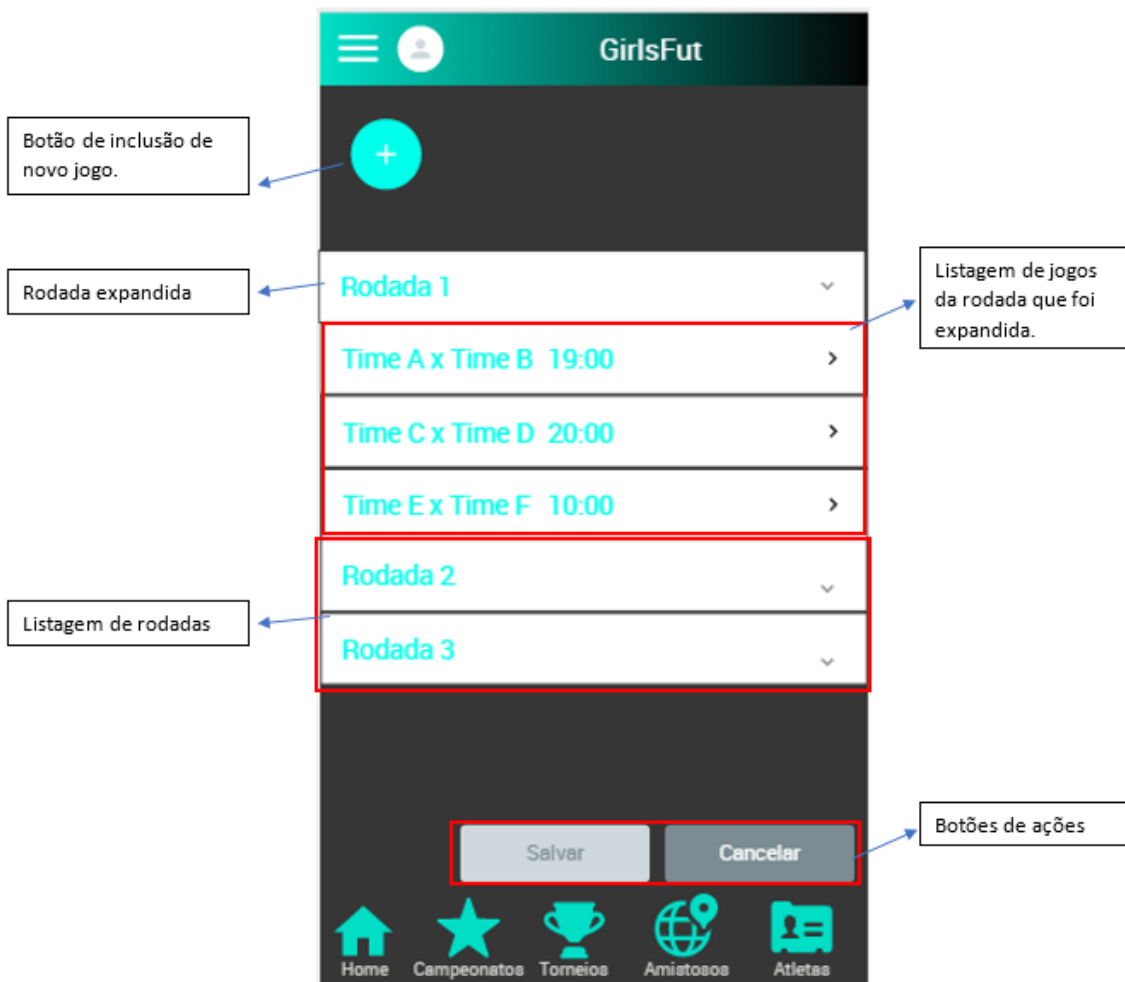 GirlsFut
Botão de inclusão de
novo jogo.
+
Rodada expandida
Rodada 1
Listagem de jogos
da rodada que foi
expandida.
Time A x Time B 19:00
Time C x Time D 20:00
Time E x Time F 10:00
Rodada 2
Listagem de rodadas
Rodada 3
Salvar
Cancelar
Botões de ações
Home
Campeonatos
Torneios
Amistosos
Atletas